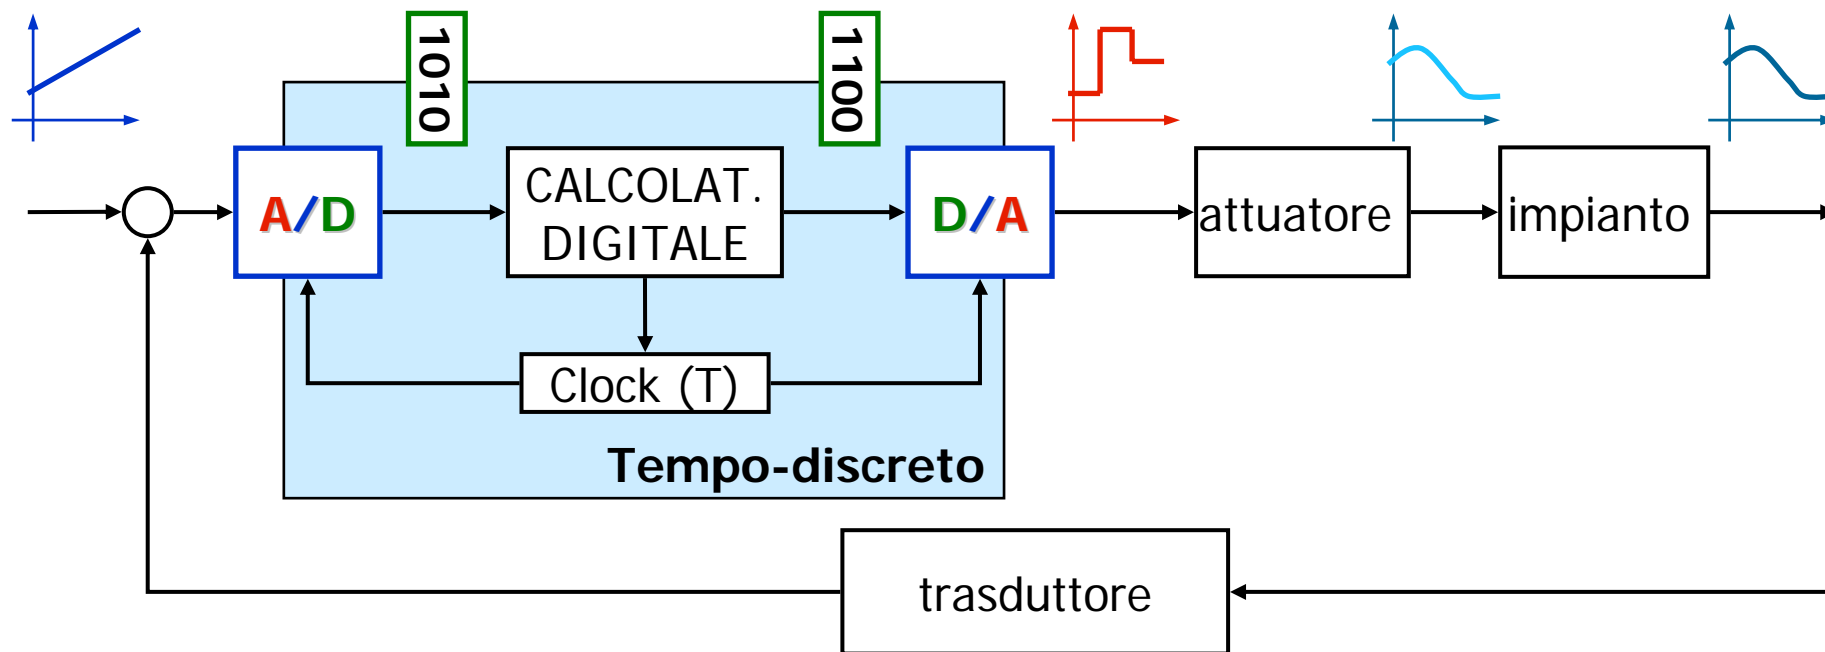 1010
1100
A/D
CALCOLAT.
DIGITALE
D/A
attuatore
impianto
Clock (T)
Tempo-discreto
trasduttore